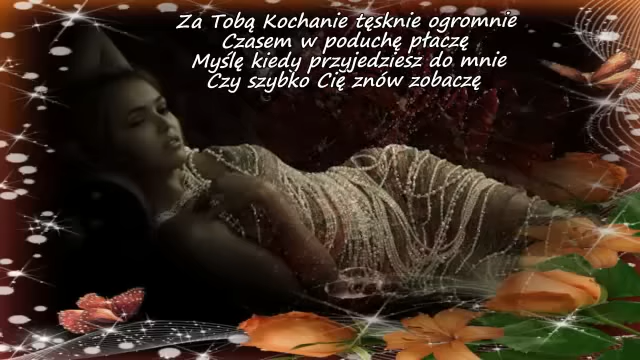 Za Tobą Kochanie tęsknie ogromnie
Czasem w poduchę płaczę
Myślę kiedy przyjedziesz do mnie
Czy szybko Cię znów zobaczę